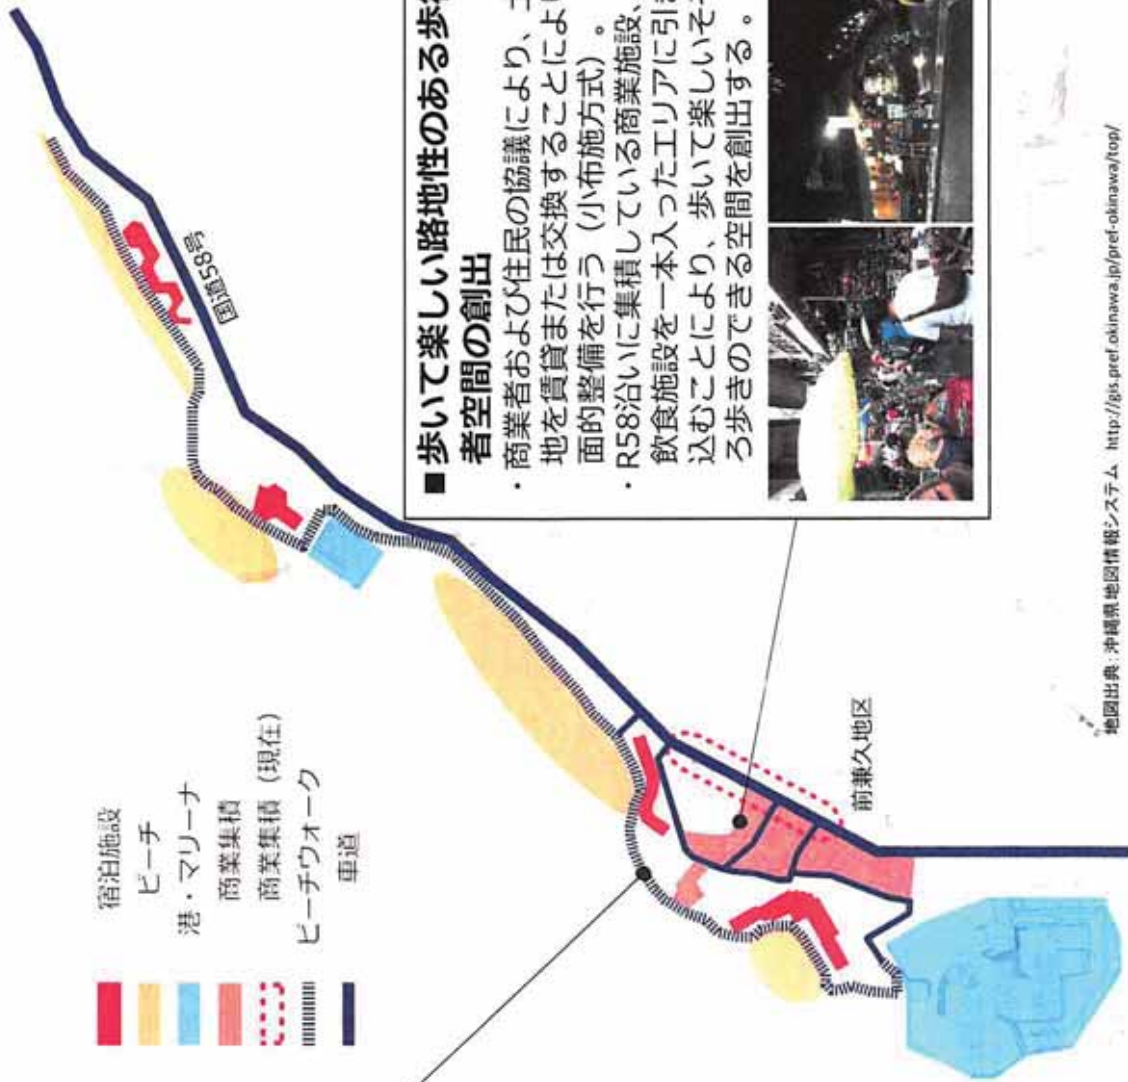 宿泊施設
ビーチ
港・マリーナ
商業集積
商業集積（現在）
ビーチウォーク
車道
国道58号
前兼久地区
■ 歩いて楽しい路地性のある歩
者空間の創出
・商業者および住民の協議により、
地を賃貸または交換することによ
面的整備を行う（小布施方式）。
・R58沿いに集積している商業施設、
飲食施設を一本入ったエリアに引き
込むことにより、歩いて楽しいそ
ろ歩きのできる空間を創出する。
地図出典：沖縄県地図情報システム http://gis.pref.okinawa.jp/pref-okinawa/top/